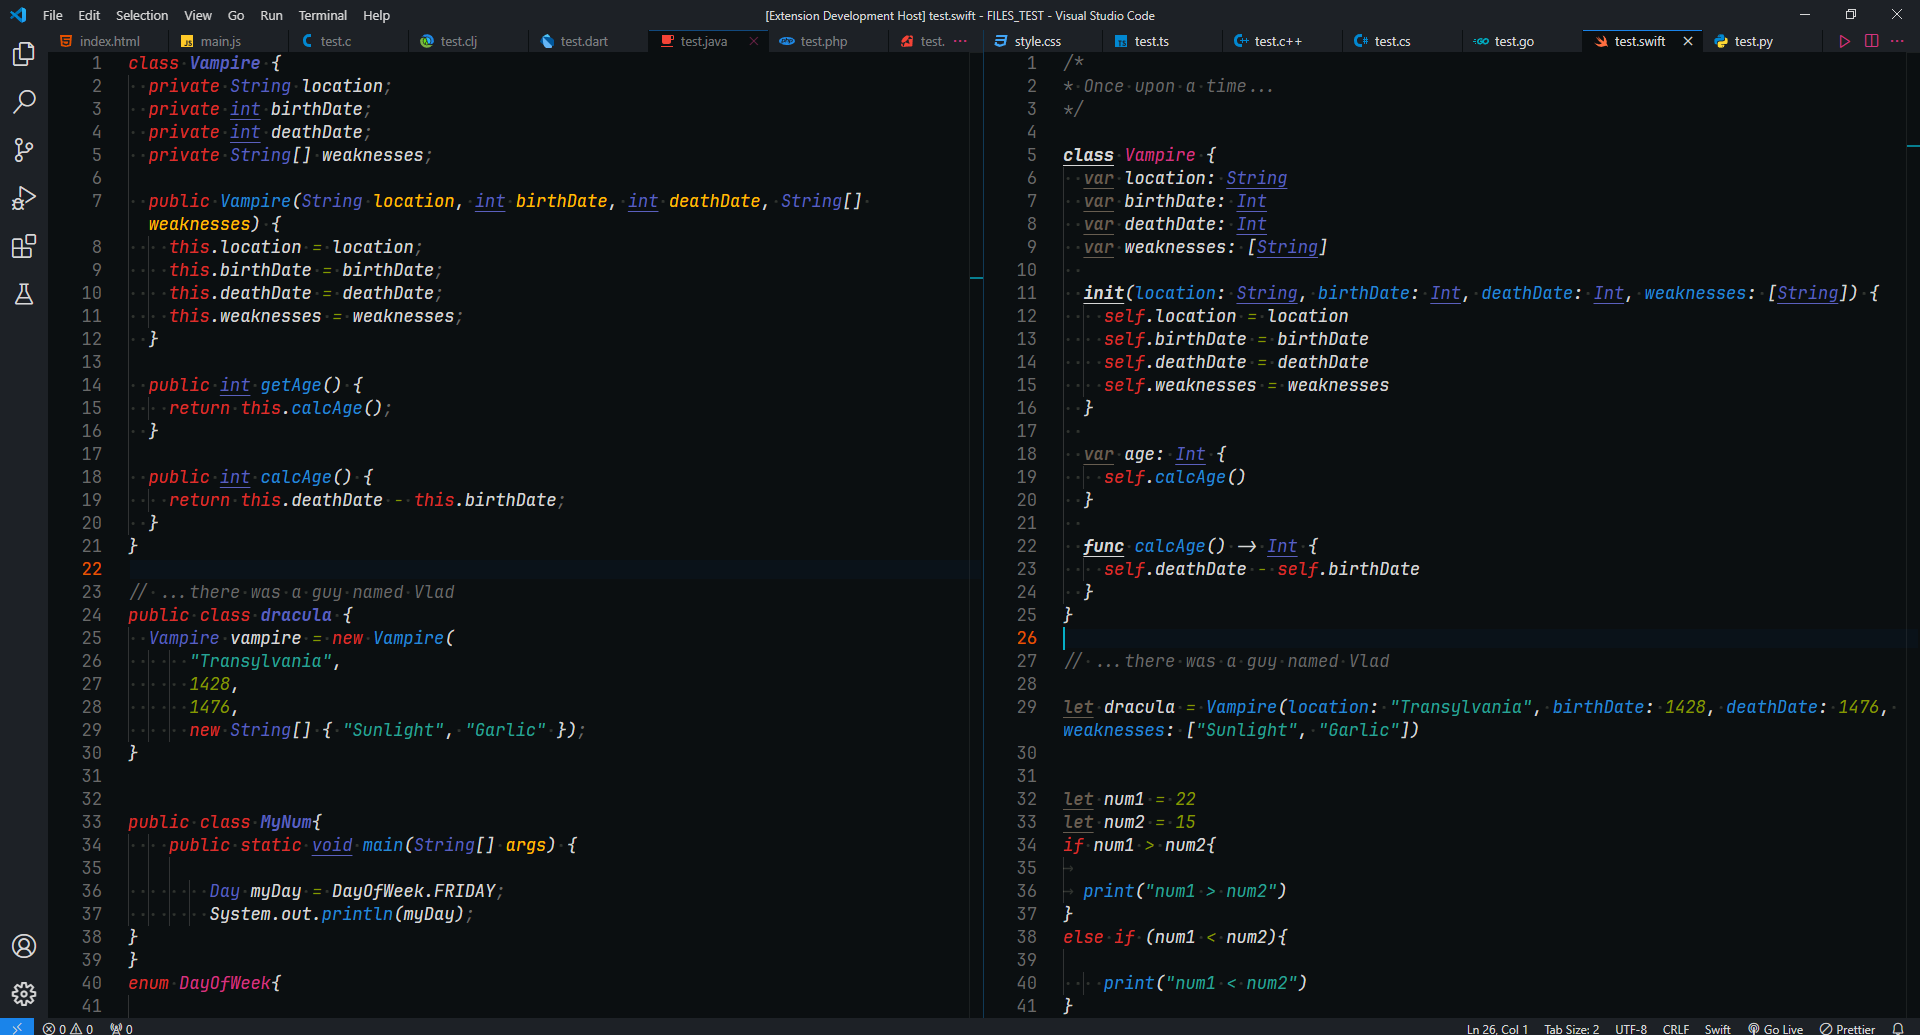 File Edit Selection View Go Run Terminal Help
[Extension Development Host] test.swift - FILES_TEST - Visual Studio Code
index.html main.js test.c test.clj test.dart test.java test.php test. ...
style.css test.ts test.c++ test.cs test.go test.swift test.py
1 class Vampire {
2 private String location;
3 private int birthDate;
4 private int deathDate;
5 private String[] weaknesses;
6
7 public Vampire(String location, int birthDate, int deathDate, String[]
weaknesses) {
8 this.location = location;
9 this.birthDate = birthDate;
10 this.deathDate = deathDate;
11 this.weaknesses = weaknesses;
12 }
13
14 public int getAge() {
15 return this.calcAge();
16 }
17
18 public int calcAge() {
19 return this.deathDate - this.birthDate;
20 }
21 }
22
23 // ...there was a guy named Vlad
24 public class dracula {
25 Vampire vampire = new Vampire(
26 "Transylvania",
27 1428,
28 1476,
29 new String[] { "Sunlight", "Garlic" });
30 }
31
32
33 public class MyNum{
34 public static void main(String[] args) {
35
36 Day myDay = DayOfWeek.FRIDAY;
37 System.out.println(myDay);
38 }
39 }
40 enum DayOfWeek{
41
1 /*
2 * Once upon a time...
3 */
4
5 class Vampire {
6 var location: String
7 var birthDate: Int
8 var deathDate: Int
9 var weaknesses: [String]
10
11 init(location: String, birthDate: Int, deathDate: Int, weaknesses: [String]) {
12 self.location = location
13 self.birthDate = birthDate
14 self.deathDate = deathDate
15 self.weaknesses = weaknesses
16 }
17
18 var age: Int {
19 self.calcAge()
20 }
21
22 func calcAge() -> Int {
23 self.deathDate - self.birthDate
24 }
25 }
26
27 // ...there was a guy named Vlad
28
29 let dracula = Vampire(location: "Transylvania", birthDate: 1428, deathDate: 1476,
weaknesses: ["Sunlight", "Garlic"])
30
31
32 let num1 = 22
33 let num2 = 15
34 if num1 > num2{
35
36 print("num1 > num2")
37 }
38 else if (num1 < num2){
39
40 print("num1 < num2")
41 }
0 0 0
Ln 26, Col 1 Tab Size: 2 UTF-8 CRLF Swift Go Live Prettier